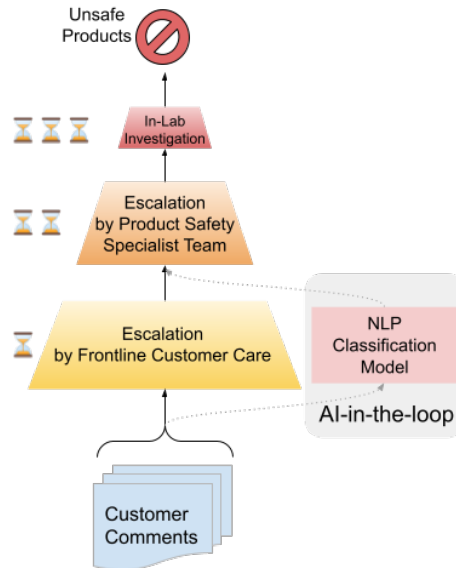 Unsafe
Products
In-Lab
Investigation
Escalation
by Product Safety
Specialist Team
Escalation
by Frontline Customer Care
NLP
Classification
Model
AI-in-the-loop
Customer
Comments